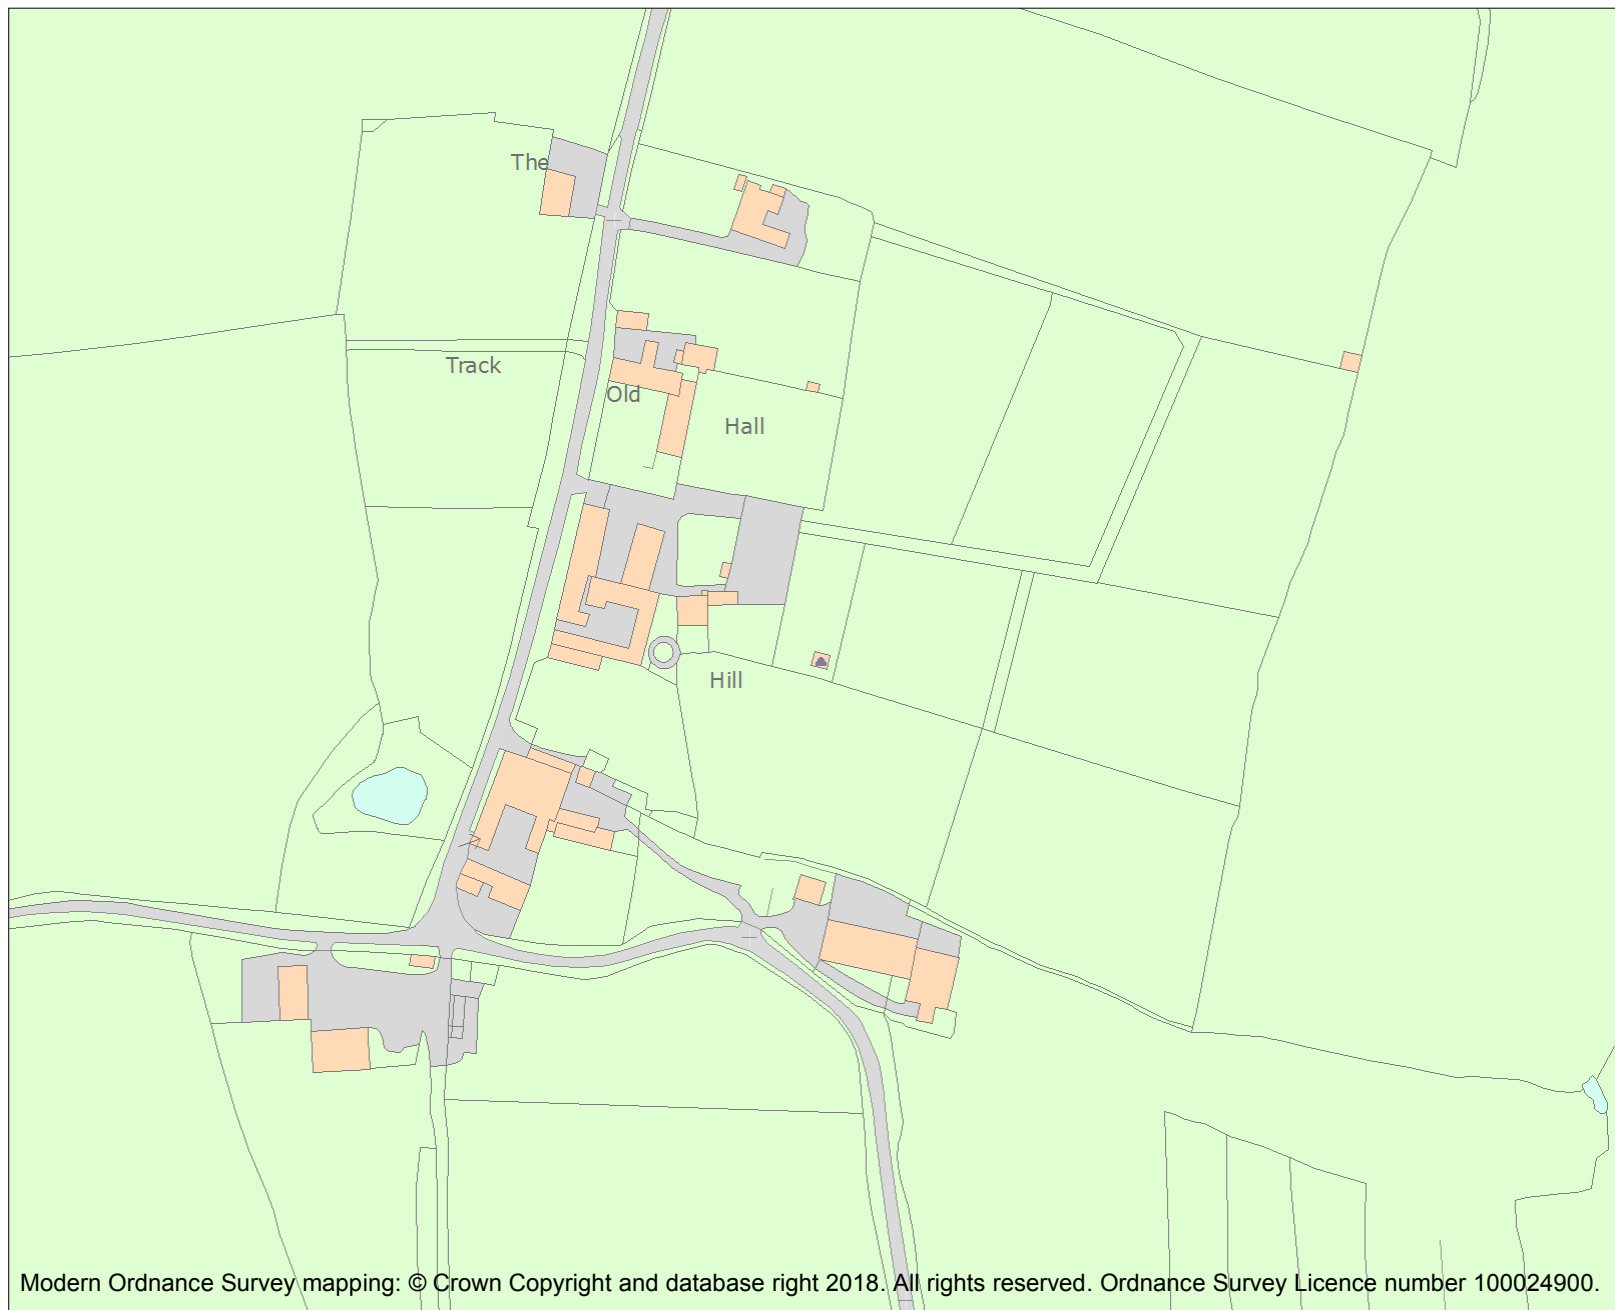 The
Track
Old
Hall
Hill
Modern Ordnance Survey mapping: © Crown Copyright and database right 2018. All rights reserved. Ordnance Survey Licence number 100024900.